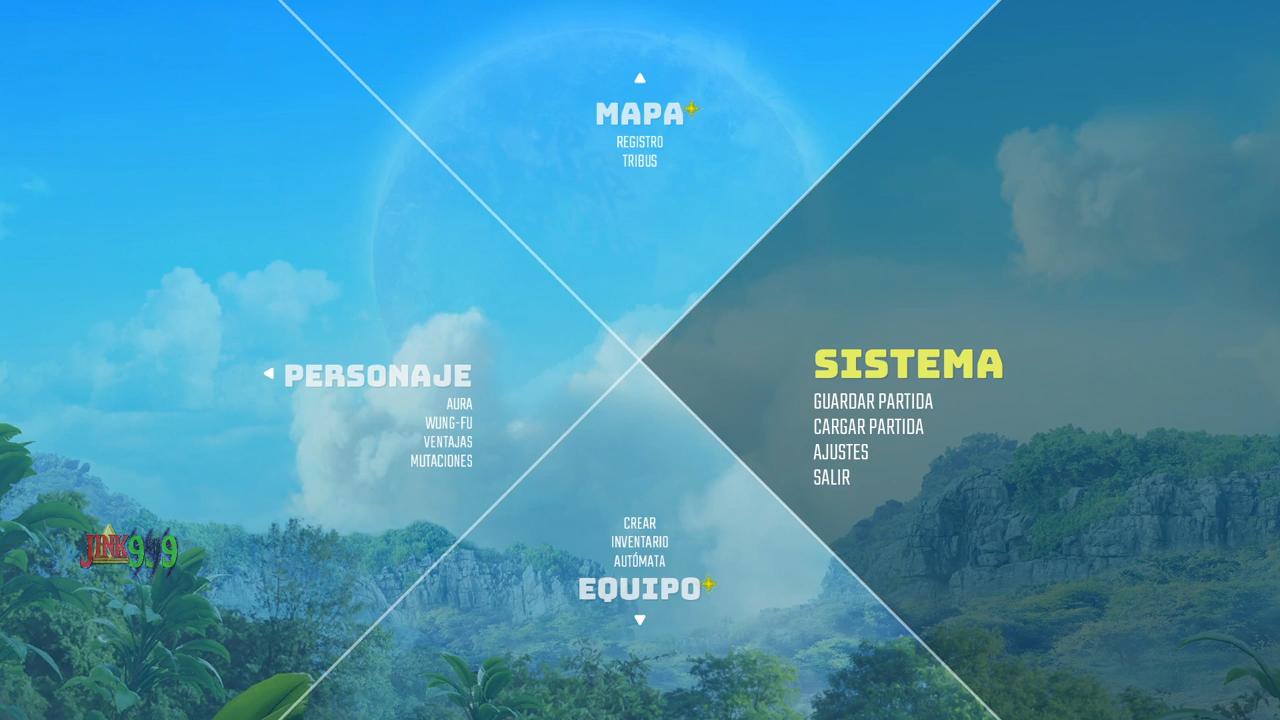 MAPA
REGISTRO
TRIBUS
PERSONAJE
AURA
WUNG-FU
VENTAJAS
MUTACIONES
SISTEMA
GUARDAR PARTIDA
CARGAR PARTIDA
AJUSTES
SALIR
CREAR
INVENTARIO
AUTÓMATA
EQUIPO
JINK999